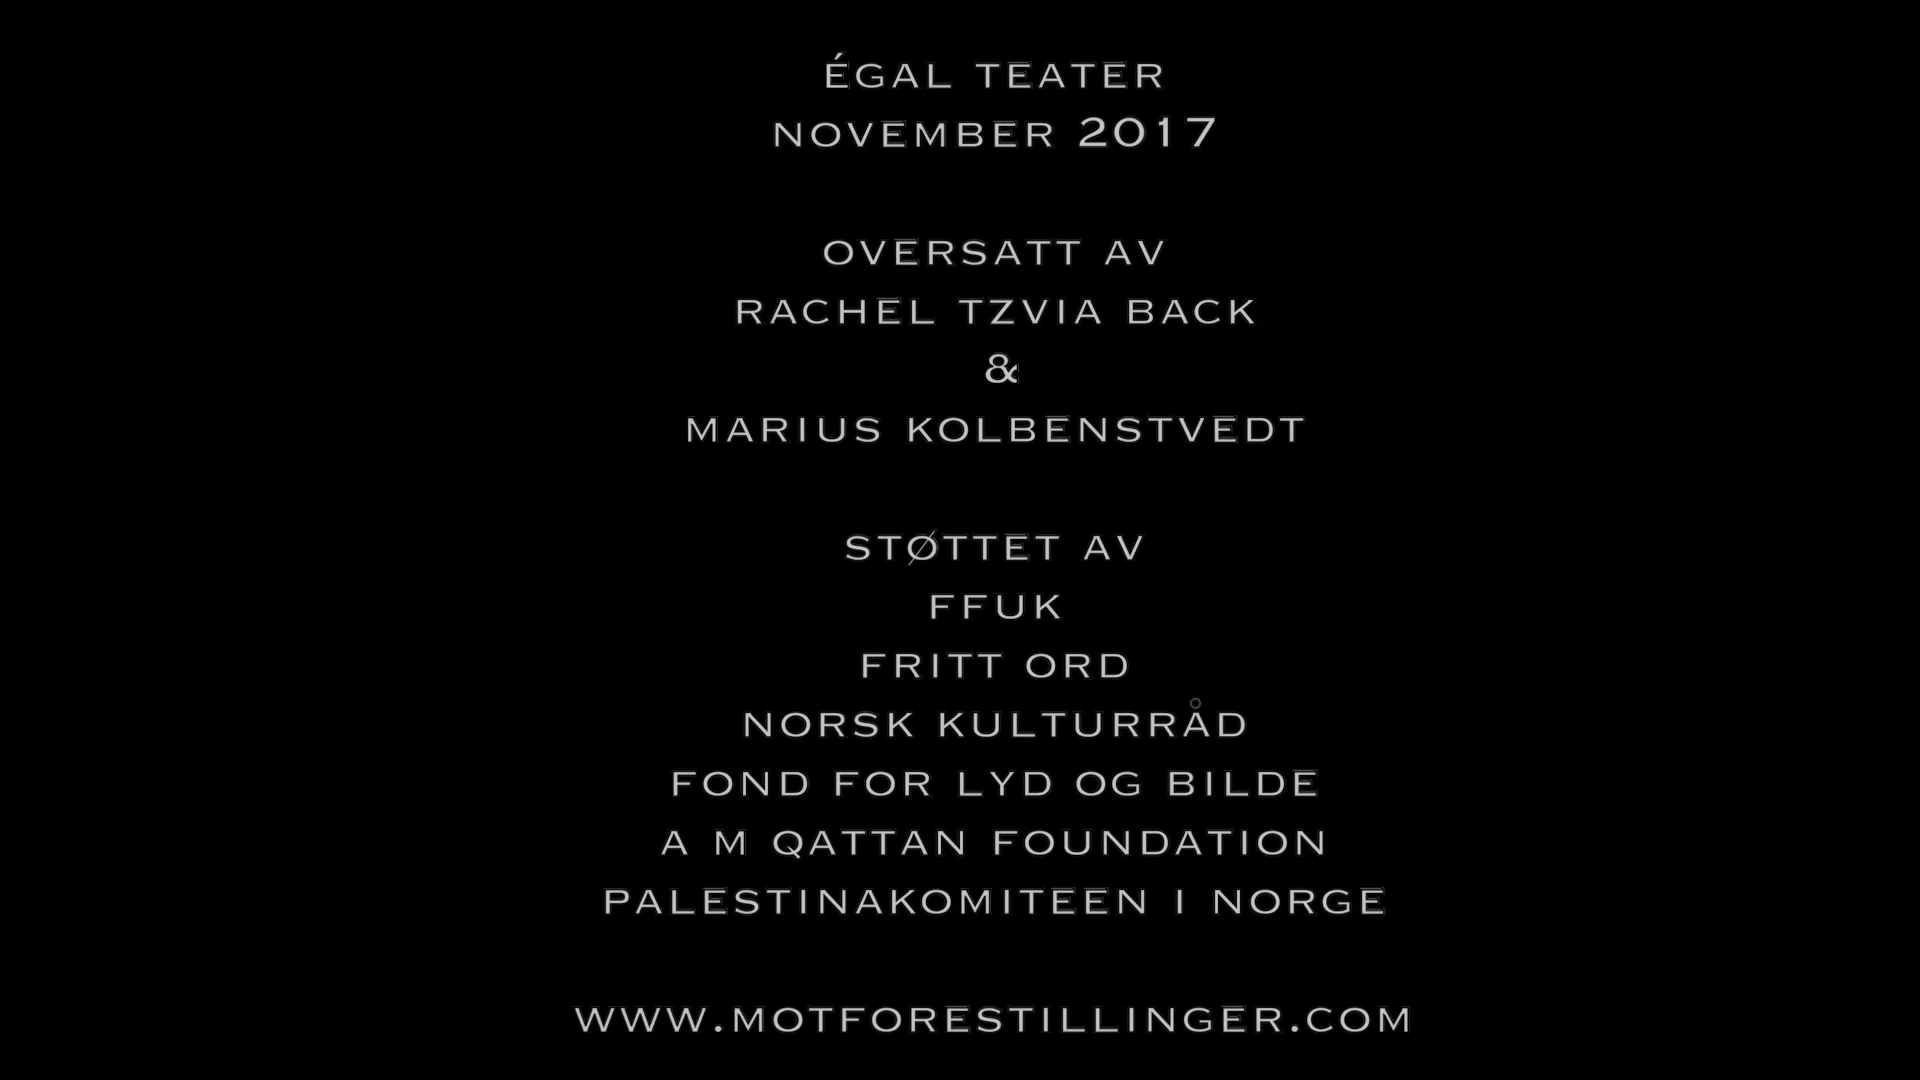 ÉGAL TEATER
NOVEMBER 2017
OVERSATT AV
RACHEL TZVIA BACK
&
MARIUS KOLBENSTVEDT
STØTTET AV
FFUK
FRITT ORD
NORSK KULTURRÅD
FOND FOR LYD OG BILDE
A M QATTAN FOUNDATION
PALESTINAKOMITEEN I NORGE
WWW.MOTFORESTILLINGER.COM